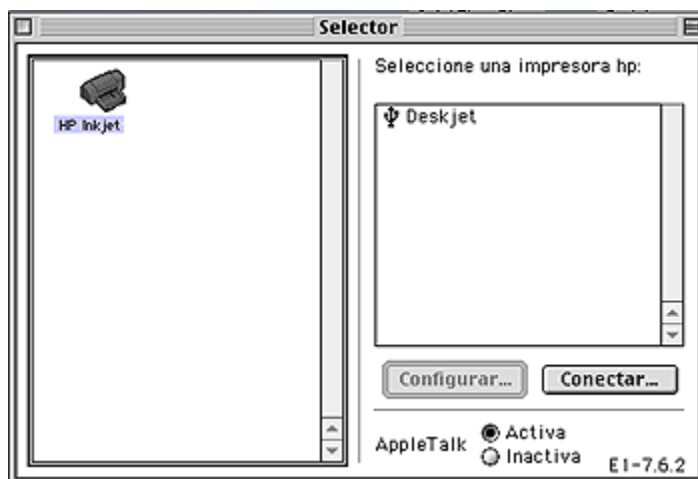 Selector
HP Inkjet
Seleccione una impresora hp:
Deskjet
Configurar...
Conectar...
AppleTalk
Activa
Inactiva
E1-7.6.2